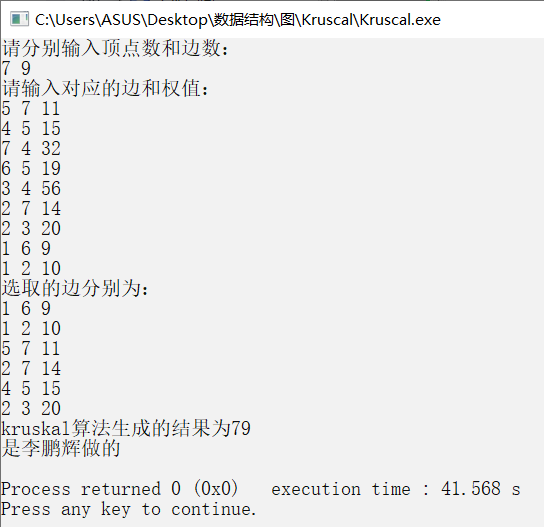 C:\Users\ASUS\Desktop\数据结构\图\Kruscal\Kruscal.exe
请分别输入顶点数和边数：
7 9
请输入对应的边和权值：
5 7 11
4 5 15
7 4 32
6 5 19
3 4 56
2 7 14
2 3 20
1 6 9
1 2 10
选取的边分别为：
1 6 9
1 2 10
5 7 11
2 7 14
4 5 15
2 3 20
kruskal算法生成的结果为79
是李鹏辉做的
Process returned 0 (0x0)   execution time : 41.568 s
Press any key to continue.